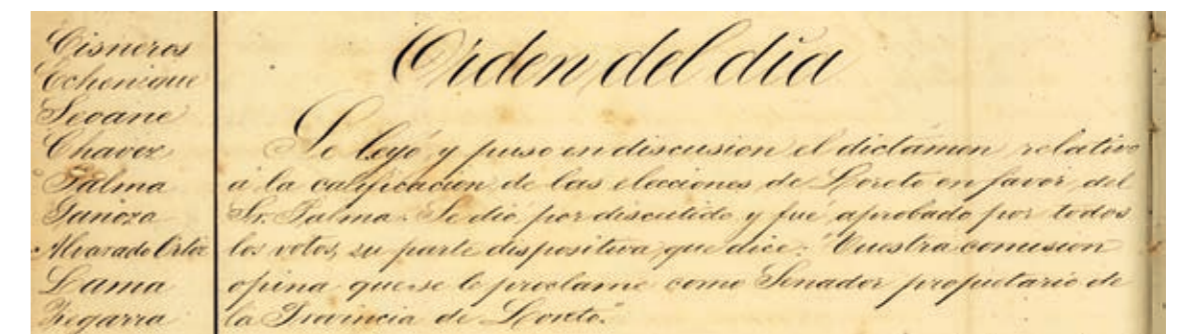 Cisneros
Echenique
Seoane
Chavez
Palma
Ganoza
Alvarado Ortiz
Lama
Zegarra
Orden del dia
Se leyó y puso en discusion el dictámen relativo
á la calificacion de las elecciones de Loreto en favor del
Sr. Palma. Se dió por discutido y fué aprobado por todos
los votos, su parte dispositiva que dice: "Vuestra comision
opina que se le proclame como Senador propietario de
la Provincia de Loreto."